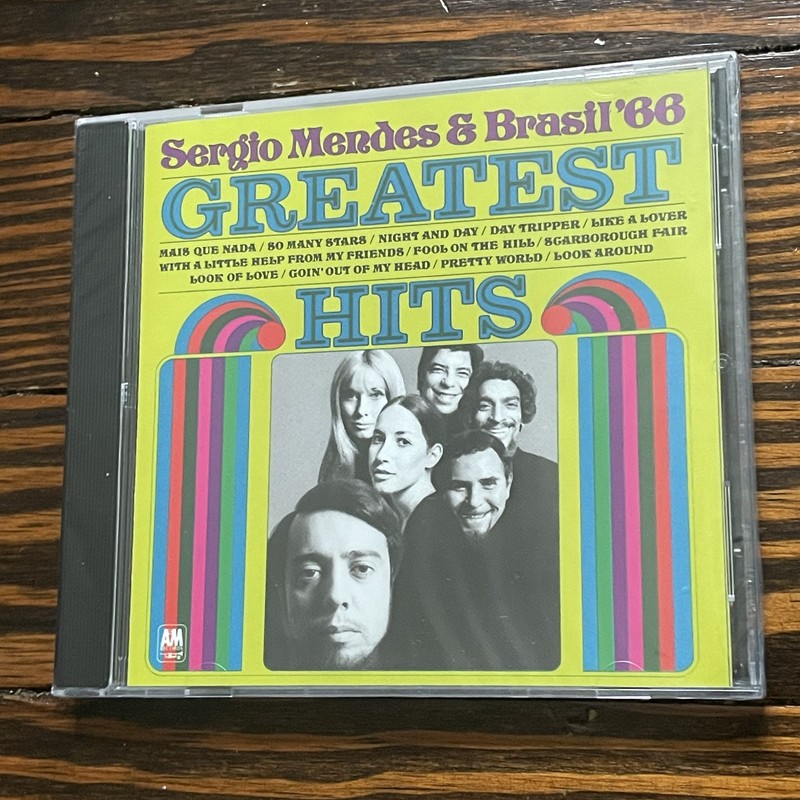 Sergio Mendes & Brasil '66
GREATEST
MAIS QUE NADA / SO MANY STARS / NIGHT AND DAY / DAY TRIPPER / LIKE A LOVER
WITH A LITTLE HELP FROM MY FRIENDS / FOOL ON THE HILL / SCARBOROUGH FAIR
LOOK OF LOVE / GOIN' OUT OF MY HEAD / PRETTY WORLD / LOOK AROUND
HITS
AM